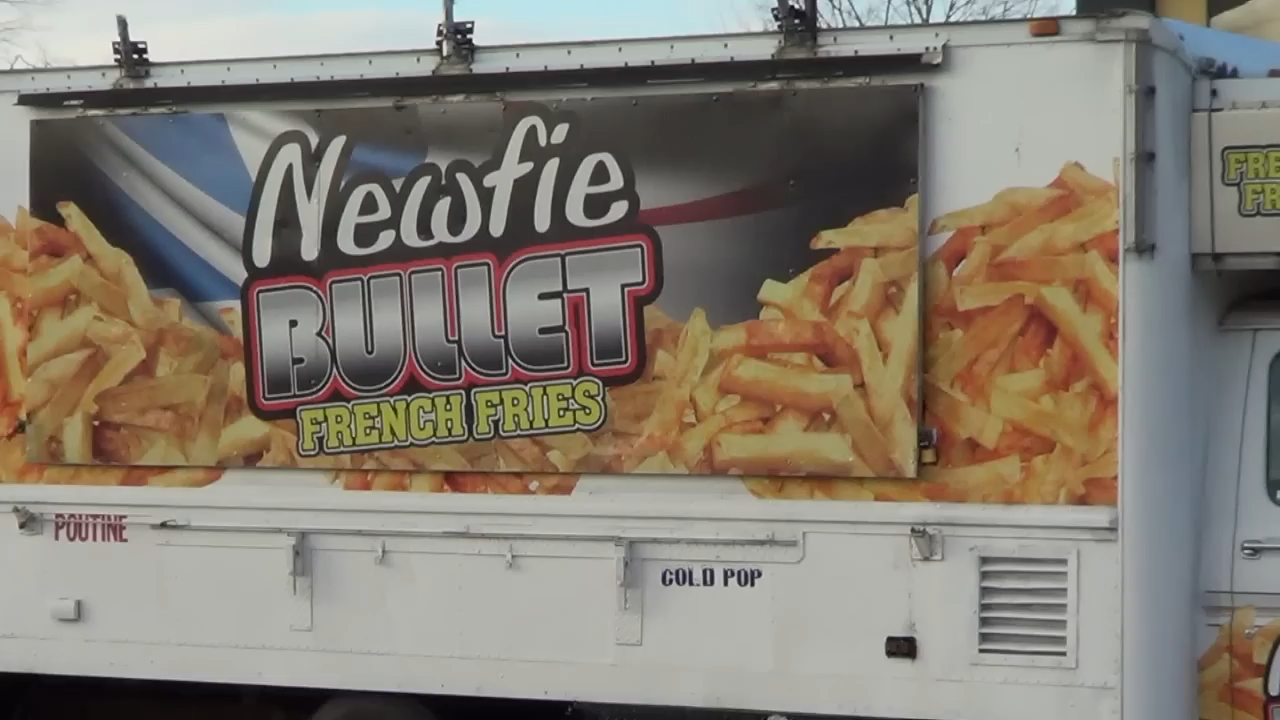 Newfie
BULLET
FRENCH FRIES
POUTINE
COLD POP